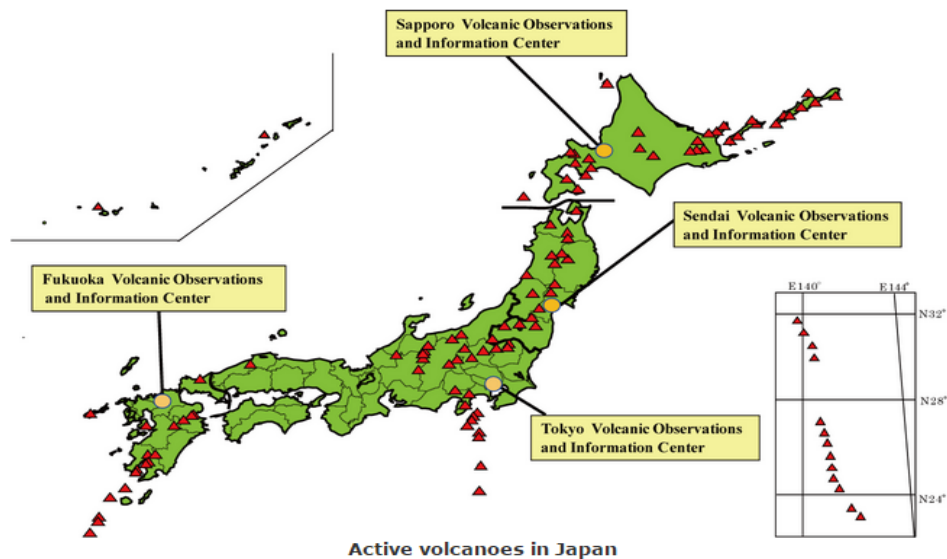 Sapporo Volcanic Observations
and Information Center
Sendai Volcanic Observations
and Information Center
Fukuoka Volcanic Observations
and Information Center
E140° E144°
N32°
N28°
N24°
Tokyo Volcanic Observations
and Information Center
Active volcanoes in Japan